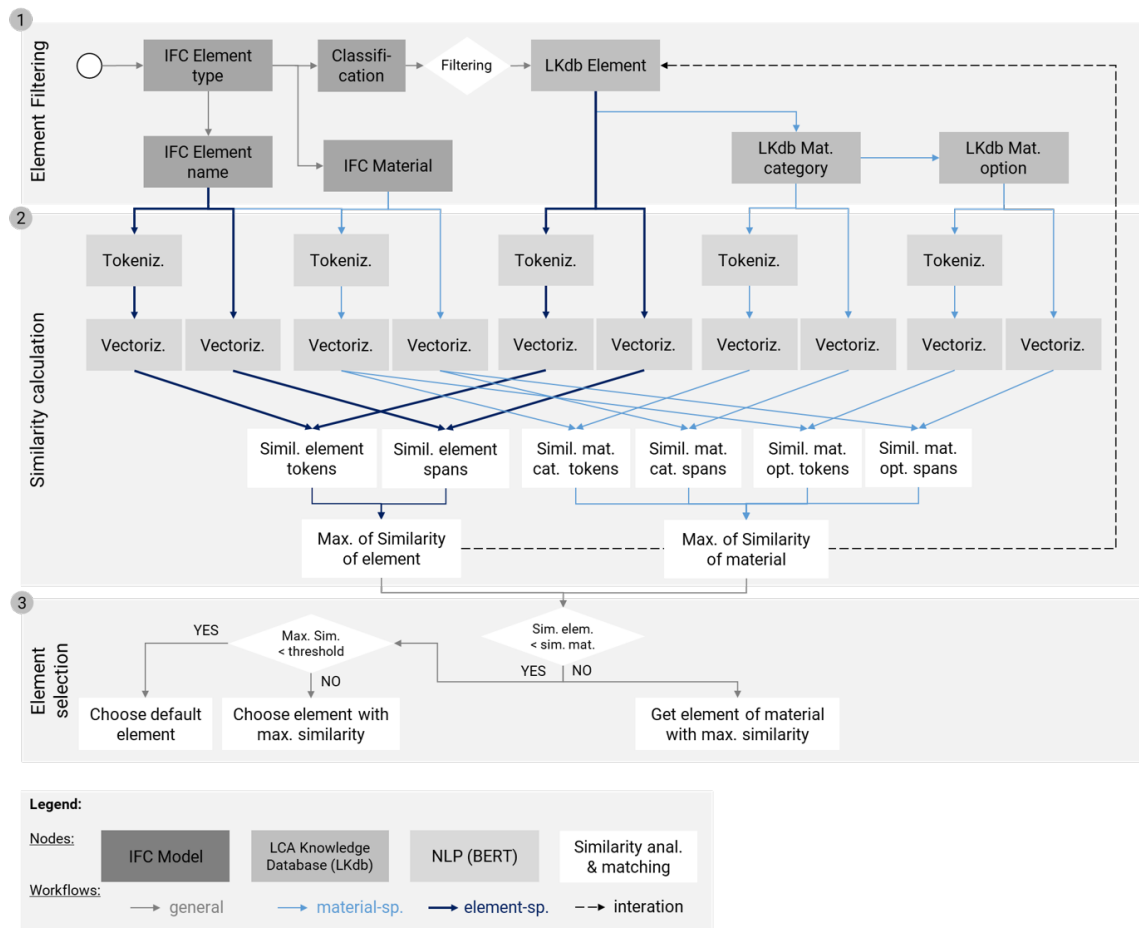 1
Element Filtering
IFC Element
type
Classifi-
cation
Filtering
LKdb Element
IFC Element
name
IFC Material
LKdb Mat.
category
LKdb Mat.
option
2
Similarity calculation
Tokeniz.
Tokeniz.
Tokeniz.
Tokeniz.
Tokeniz.
Vectoriz.
Vectoriz.
Vectoriz.
Vectoriz.
Vectoriz.
Vectoriz.
Vectoriz.
Vectoriz.
Vectoriz.
Vectoriz.
Simil. element
tokens
Simil. element
spans
Simil. mat.
cat. tokens
Simil. mat.
cat. spans
Simil. mat.
opt. tokens
Simil. mat.
opt. spans
Max. of Similarity
of element
Max. of Similarity
of material
3
Element
selection
YES
Max. Sim.
< threshold
Sim. elem.
< sim. mat.
YES
NO
NO
Choose default
element
Choose element with
max. similarity
Get element of material
with max. similarity
Legend:
Nodes:
IFC Model
LCA Knowledge
Database (LKdb)
NLP (BERT)
Similarity anal.
& matching
Workflows:
general
material-sp.
element-sp.
interation